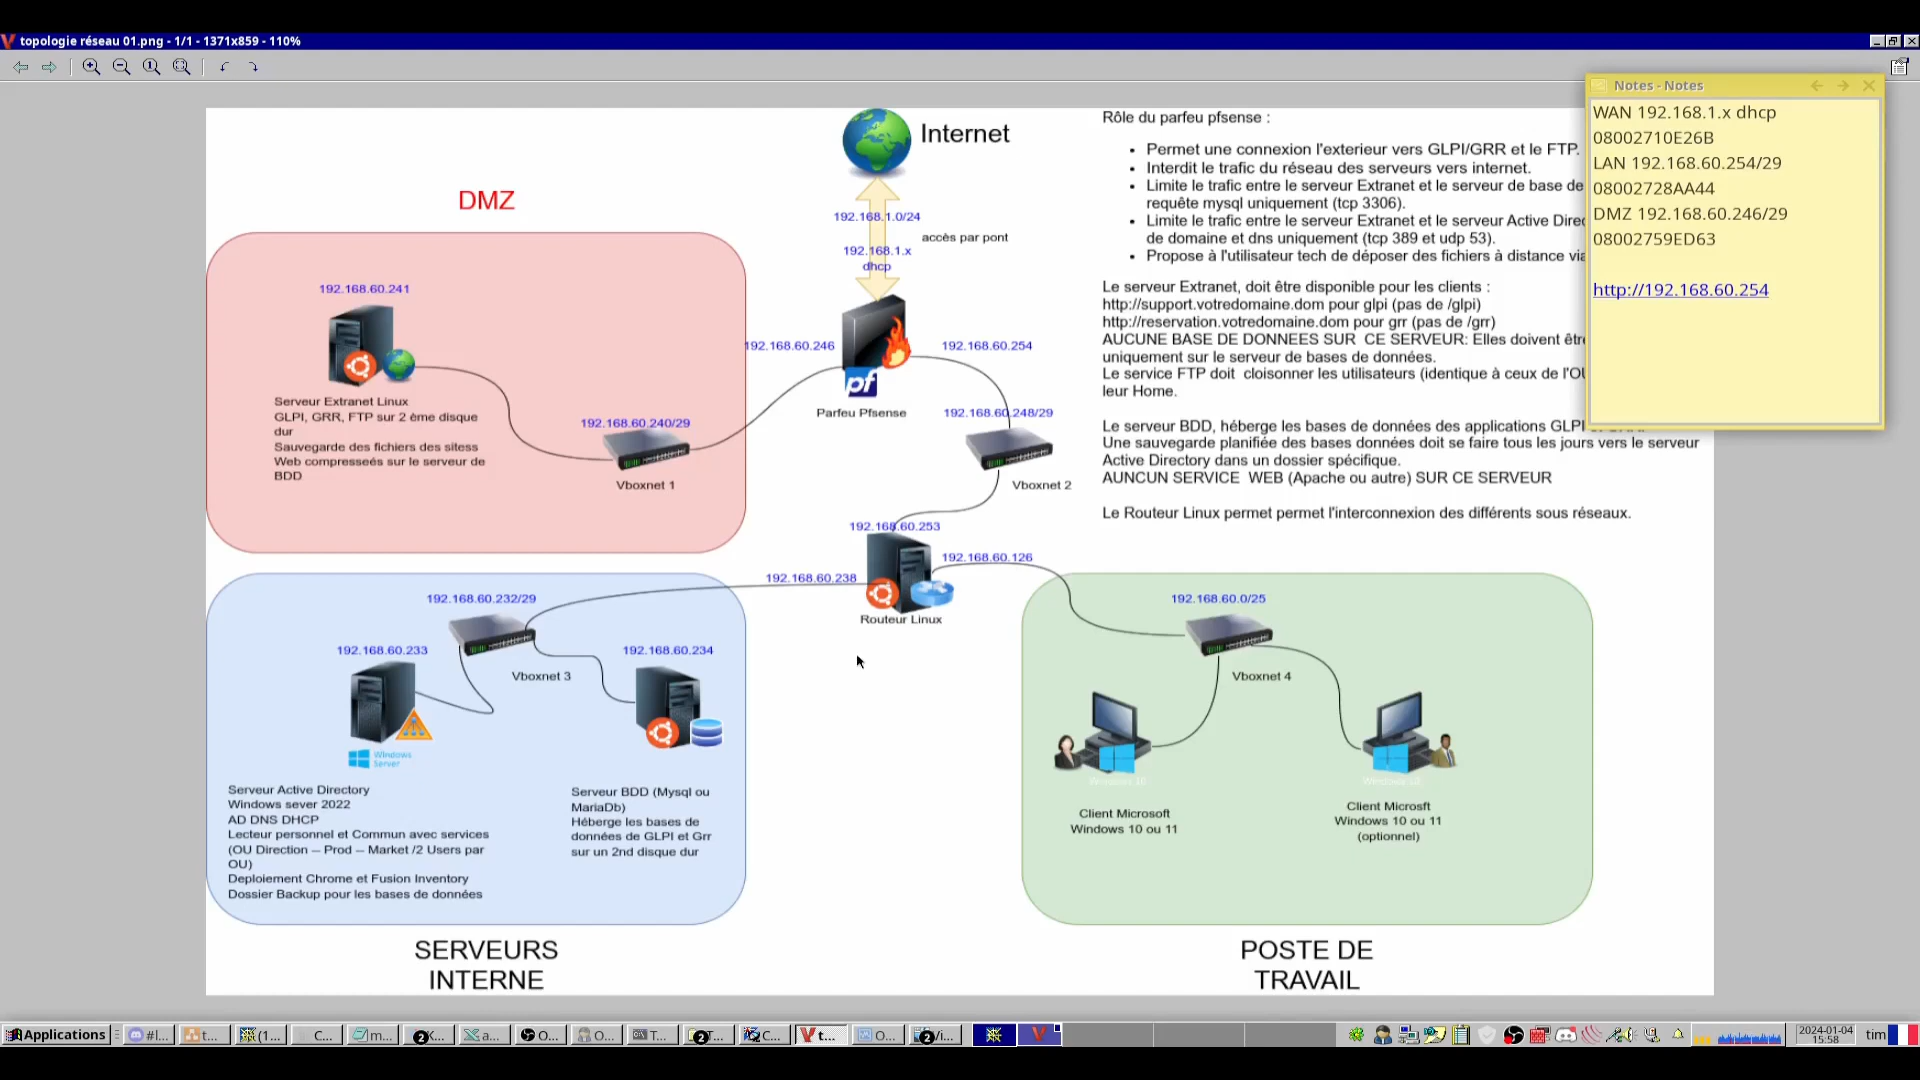 topologie réseau 01.png - 1/1 - 1371x859 - 110%
Notes - Notes
WAN 192.168.1.x dhcp
08002710E26B
LAN 192.168.60.254/29
08002728AA44
DMZ 192.168.60.246/29
08002759ED63
http://192.168.60.254
Internet
192.168.1.0/24
accès par pont
192.168.1.x
dhcp
DMZ
192.168.60.241
Serveur Extranet Linux
GLPI, GRR, FTP sur 2 ème disque
dur
Sauvegarde des fichiers des sitess
Web compresseés sur le serveur de
BDD
192.168.60.240/29
Vboxnet 1
192.168.60.246
192.168.60.254
pf
Parfeu Pfsense
192.168.60.248/29
Vboxnet 2
192.168.60.253
192.168.60.126
192.168.60.238
Routeur Linux
Rôle du parfeu pfsense :
• Permet une connexion l'exterieur vers GLPI/GRR et le FTP.
• Interdit le trafic du réseau des serveurs vers internet.
• Limite le trafic entre le serveur Extranet et le serveur de base de
requête mysql uniquement (tcp 3306).
• Limite le trafic entre le serveur Extranet et le serveur Active Direc
de domaine et dns uniquement (tcp 389 et udp 53).
• Propose à l'utilisateur tech de déposer des fichiers à distance via
Le serveur Extranet, doit être disponible pour les clients :
http://support.votredomaine.dom pour glpi (pas de /glpi)
http://reservation.votredomaine.dom pour grr (pas de /grr)
AUCUNE BASE DE DONNEES SUR CE SERVEUR: Elles doivent êtr
uniquement sur le serveur de bases de données.
Le service FTP doit cloisonner les utilisateurs (identique à ceux de l'OU
leur Home.
Le serveur BDD, héberge les bases de données des applications GLPI
Une sauvegarde planifiée des bases données doit se faire tous les jours vers le serveur
Active Directory dans un dossier spécifique.
AUNCUN SERVICE WEB (Apache ou autre) SUR CE SERVEUR
Le Routeur Linux permet permet l'interconnexion des différents sous réseaux.
192.168.60.232/29
Vboxnet 3
192.168.60.233
192.168.60.234
Windows
Server
Serveur Active Directory
Windows sever 2022
AD DNS DHCP
Lecteur personnel et Commun avec services
(OU Direction – Prod – Market /2 Users par
OU)
Deploiement Chrome et Fusion Inventory
Dossier Backup pour les bases de données
Serveur BDD (Mysql ou
MariaDb)
Héberge les bases de
données de GLPI et Grr
sur un 2nd disque dur
SERVEURS
INTERNE
192.168.60.0/25
Vboxnet 4
Windows 10
Windows 10
Client Microsoft
Windows 10 ou 11
Client Microsft
Windows 10 ou 11
(optionnel)
POSTE DE
TRAVAIL
Applications #l... t... (1... C... m... 2 K... a... O... O... T... 2 T... C... t... O... 2 /i... 2024-01-04 tim
15:58